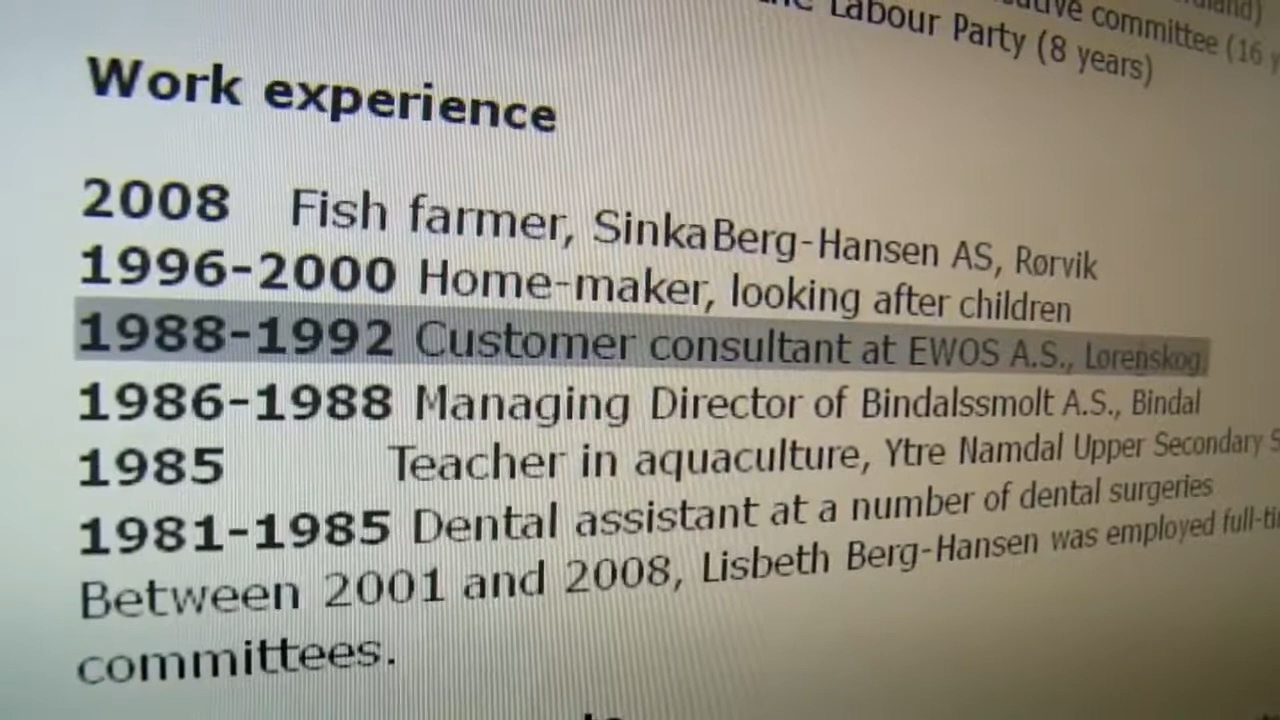 committee (16
Labour Party (8 years)
Work experience
2008 Fish farmer, SinkaBerg-Hansen AS, Rørvik
1996-2000 Home-maker, looking after children
1988-1992 Customer consultant at EWOS A.S., Lorenskog
1986-1988 Managing Director of Bindalssmolt A.S., Bindal
1985 Teacher in aquaculture, Ytre Namdal Upper Secondary
1981-1985 Dental assistant at a number of dental surgeries
Between 2001 and 2008, Lisbeth Berg-Hansen was employed
committees.